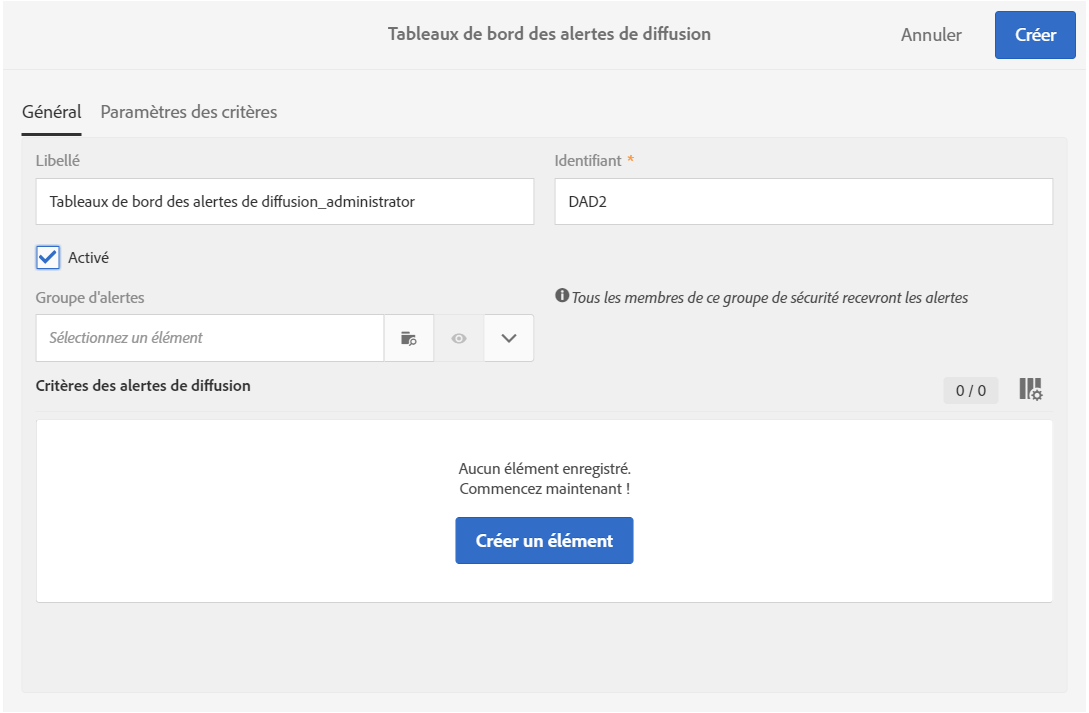 Tableaux de bord des alertes de diffusion
Annuler
Créer
Général
Paramètres des critères
Libellé
Identifiant *
Tableaux de bord des alertes de diffusion_administrator
DAD2
Activé
Groupe d'alertes
Tous les membres de ce groupe de sécurité recevront les alertes
Sélectionnez un élément
Critères des alertes de diffusion
0 / 0
Aucun élément enregistré.
Commencez maintenant !
Créer un élément